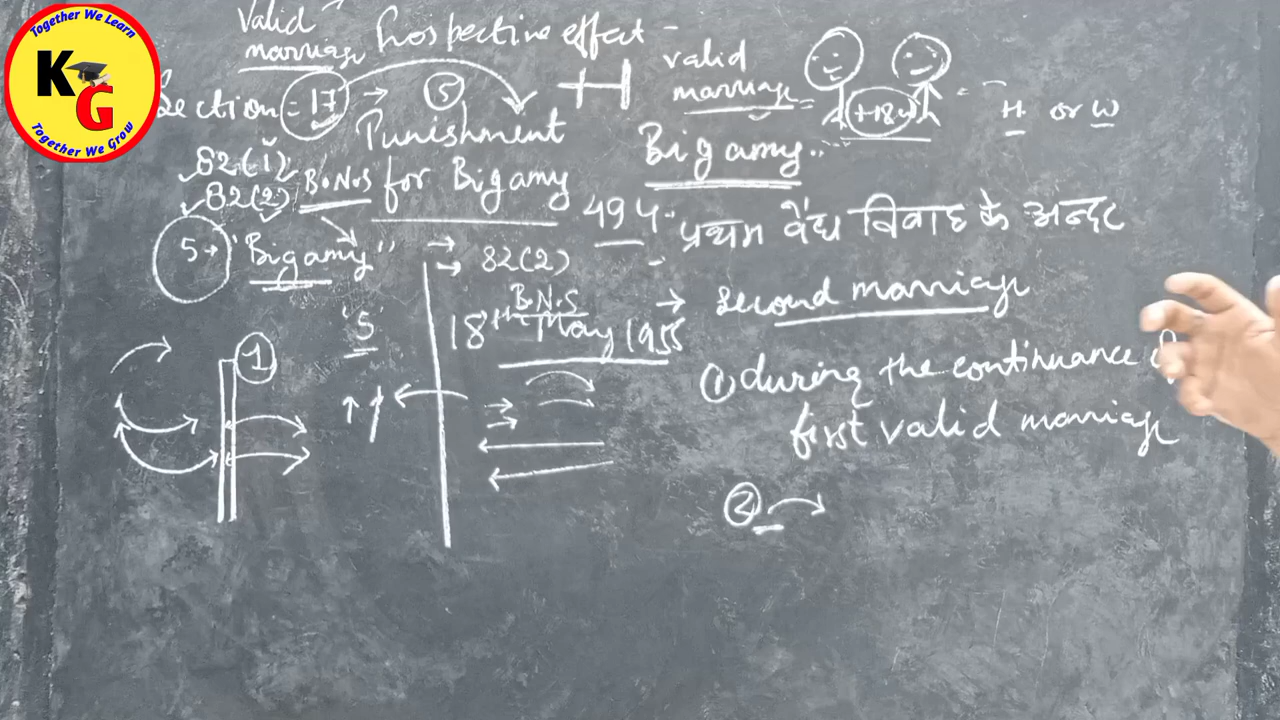 Together We Learn
KG
Together We Grow
Valid marriage
Prospective effect
Section = 17 → 5
Punishment for Bigamy
82(1)
82(2) B.N.S
5 → "Bigamy" → 82(2) B.N.S
'5'
18th May 1955
1
valid marriage =
H or W
Bigamy
494 प्रथम वैध विवाह के अन्दर
→ second marriage
① during the continuance of
first valid marriage
②